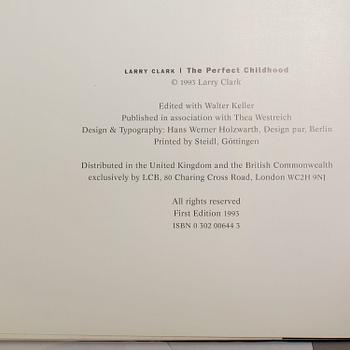 LARRY CLARK | The Perfect Childhood
© 1993 Larry Clark
Edited with Walter Keller
Published in association with Thea Westreich
Design & Typography: Hans Werner Holzwarth, Design pur, Berlin
Printed by Steidl, Göttingen
Distributed in the United Kingdom and the British Commonwealth
exclusively by LCB, 80 Charing Cross Road, London WC2H 9NJ
All rights reserved
First Edition 1993
ISBN 0 302 00644 3